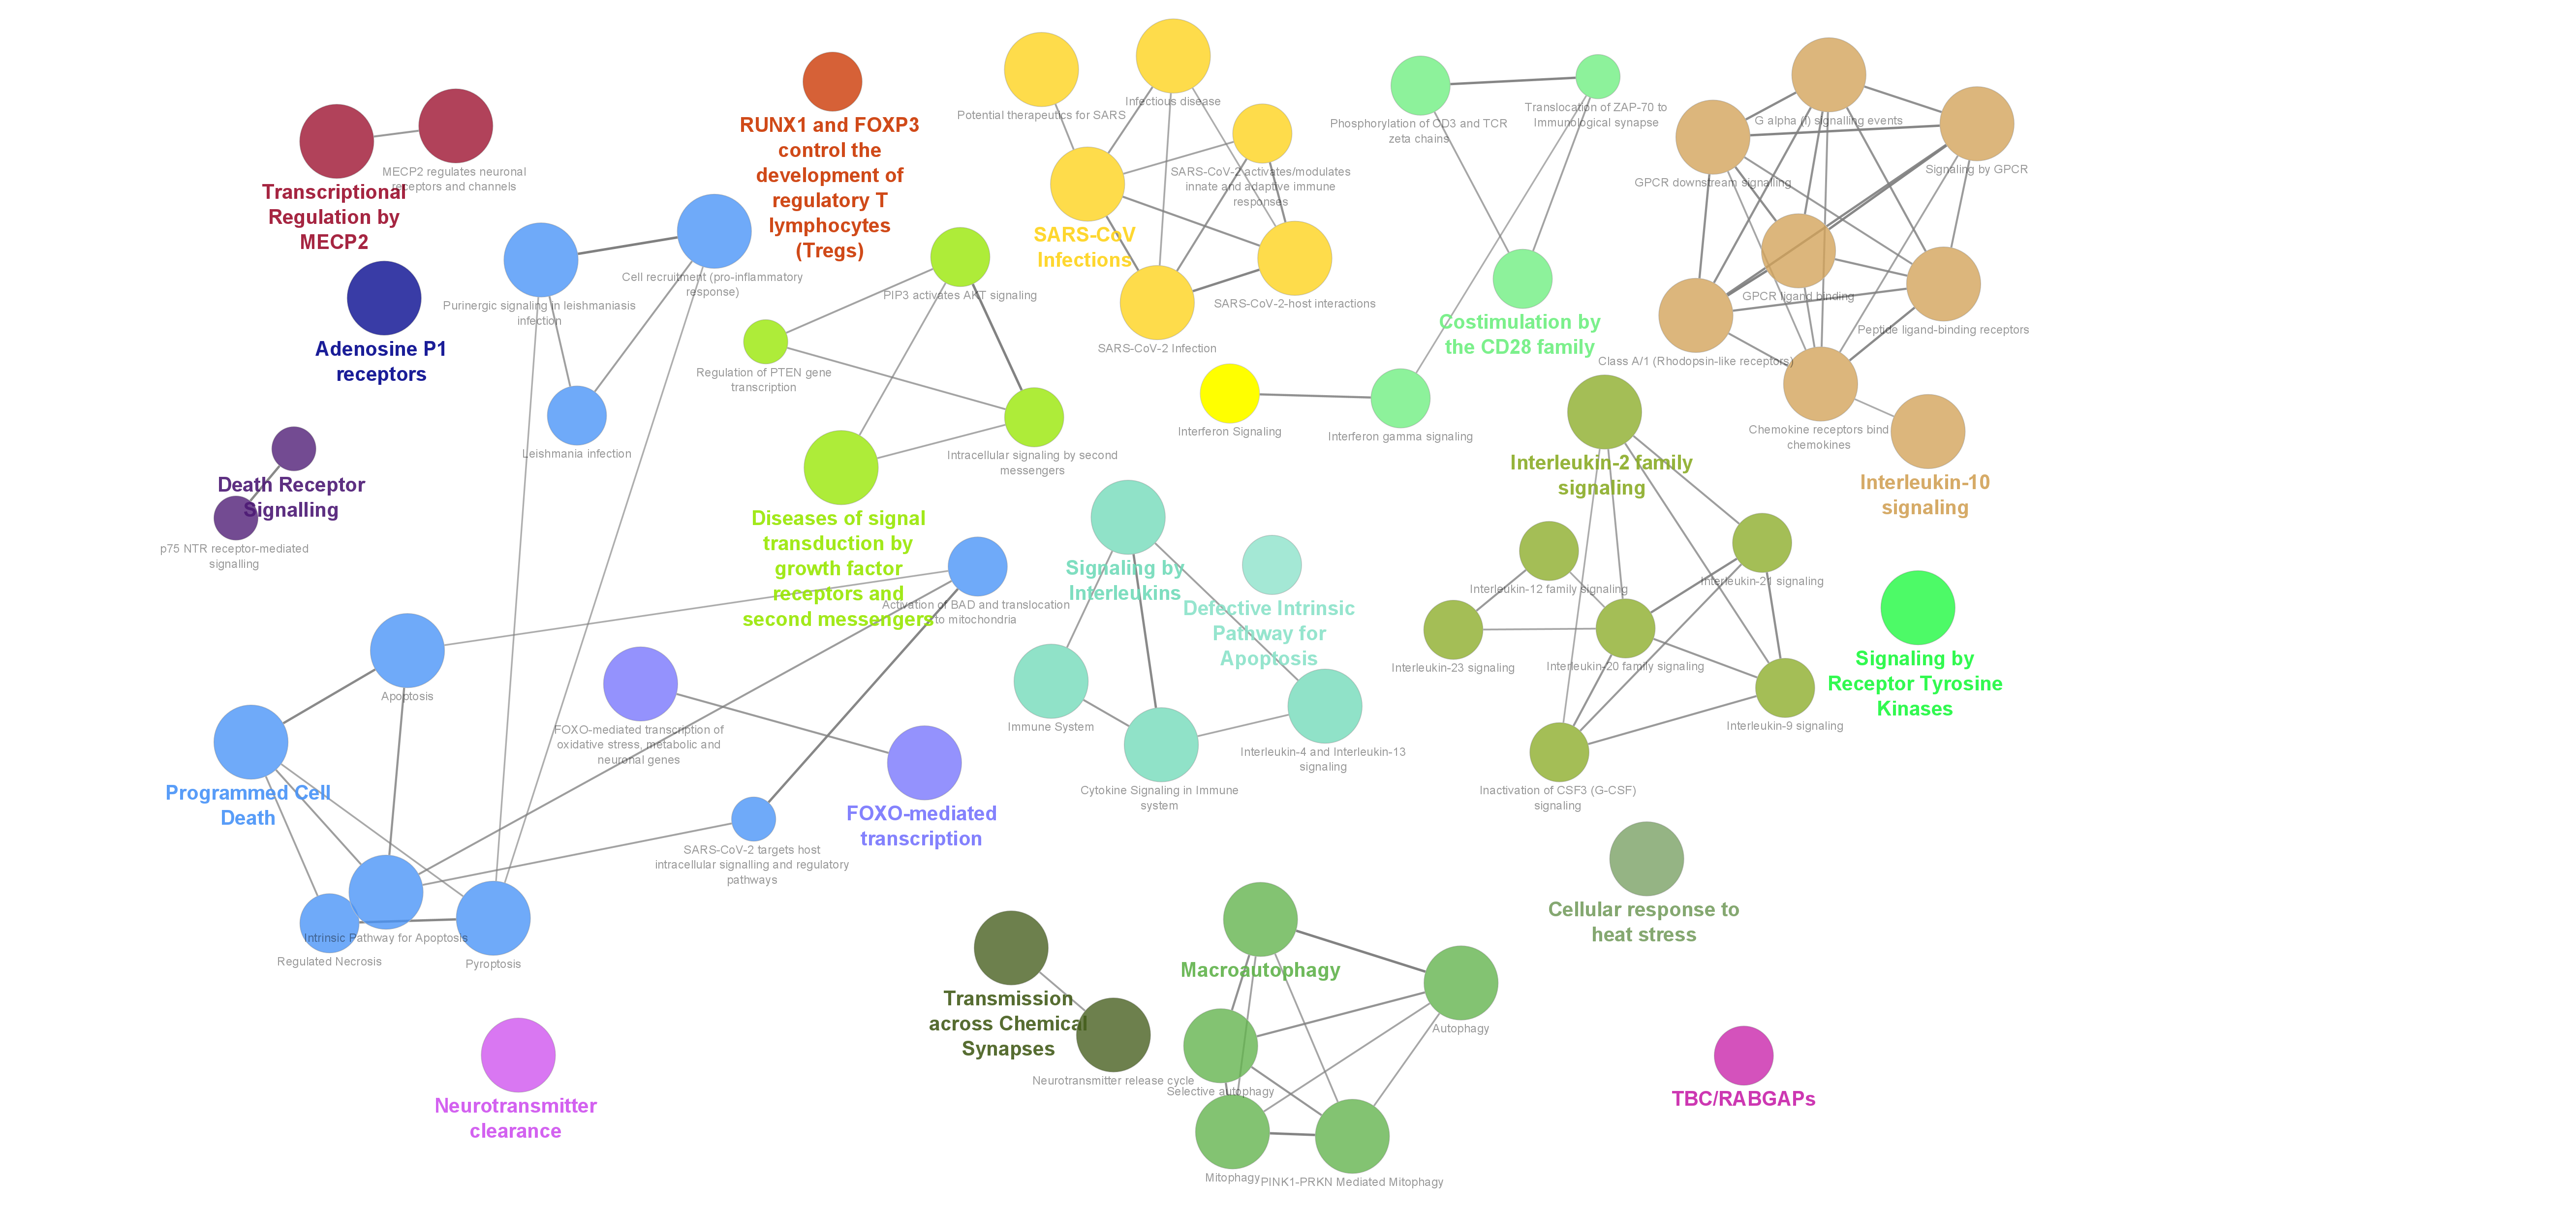 Potential therapeutics for SARS
Infectious disease
MECP2 regulates neuronal
receptors and channels
Transcriptional
Regulation by
MECP2
RUNX1 and FOXP3
control the
development of
regulatory T
lymphocytes
(Tregs)
SARS-CoV-2 activates/modulates
innate and adaptive immune
responses
SARS-CoV
Infections
SARS-CoV-2-host interactions
SARS-CoV-2 Infection
Phosphorylation of CD3 and TCR
zeta chains
Translocation of ZAP-70 to
Immunological synapse
G alpha (i) signalling events
GPCR downstream signalling
Signaling by GPCR
GPCR ligand binding
Peptide ligand-binding receptors
Class A/1 (Rhodopsin-like receptors)
Chemokine receptors bind
chemokines
Interleukin-10
signaling
Costimulation by
the CD28 family
Interferon Signaling
Interferon gamma signaling
Cell recruitment (pro-inflammatory
response)
Purinergic signaling in leishmaniasis
infection
Leishmania infection
Adenosine P1
receptors
PIP3 activates AKT signaling
Regulation of PTEN gene
transcription
Intracellular signaling by second
messengers
Diseases of signal
transduction by
growth factor
receptors and
second messengers
Death Receptor
Signalling
p75 NTR receptor-mediated
signalling
Interleukin-2 family
signaling
Interleukin-12 family signaling
Interleukin-21 signaling
Interleukin-23 signaling
Interleukin-20 family signaling
Interleukin-9 signaling
Inactivation of CSF3 (G-CSF)
signaling
Signaling by
Interleukins
Defective Intrinsic
Pathway for
Apoptosis
Immune System
Interleukin-4 and Interleukin-13
signaling
Cytokine Signaling in Immune
system
Signaling by
Receptor Tyrosine
Kinases
Activation of BAD and translocation
to mitochondria
Apoptosis
Programmed Cell
Death
FOXO-mediated transcription of
oxidative stress, metabolic and
neuronal genes
FOXO-mediated
transcription
SARS-CoV-2 targets host
intracellular signalling and regulatory
pathways
Intrinsic Pathway for Apoptosis
Regulated Necrosis
Pyroptosis
Cellular response to
heat stress
Transmission
across Chemical
Synapses
Neurotransmitter release cycle
Macroautophagy
Autophagy
Selective autophagy
Mitophagy
PINK1-PRKN Mediated Mitophagy
Neurotransmitter
clearance
TBC/RABGAPs